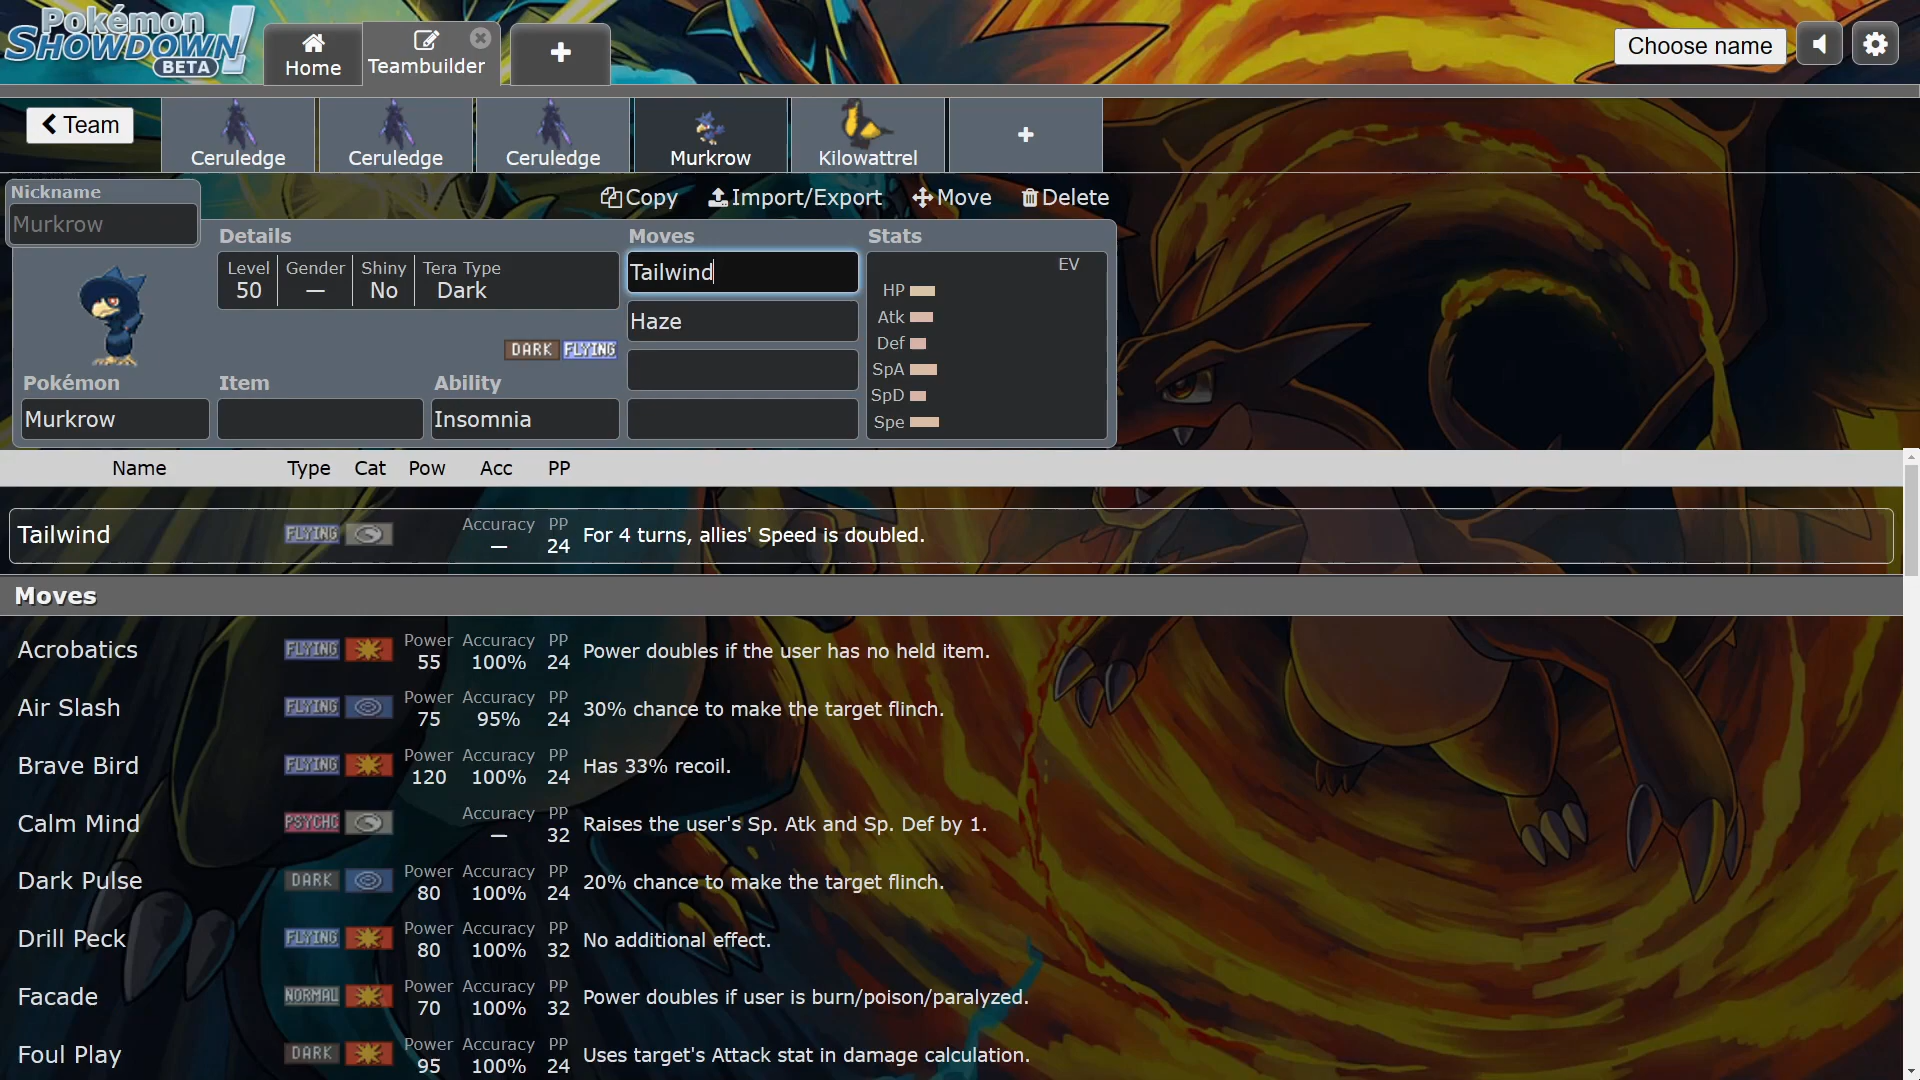 Pokémon
SHOWDOWN!
BETA
Home
Teambuilder
Choose name
Team
Ceruledge
Ceruledge
Ceruledge
Murkrow
Kilowattrel
+
Copy
Import/Export
Move
Delete
Nickname
Murkrow
Details
Level
50
Gender
—
Shiny
No
Tera Type
Dark
DARK FLYING
Pokémon
Murkrow
Item
Ability
Insomnia
Moves
Tailwind
Haze
Stats
EV
HP
Atk
Def
SpA
SpD
Spe
Name Type Cat Pow Acc PP
Tailwind FLYING Accuracy — PP 24 For 4 turns, allies' Speed is doubled.
Moves
Acrobatics FLYING Power 55 Accuracy 100% PP 24 Power doubles if the user has no held item.
Air Slash FLYING Power 75 Accuracy 95% PP 24 30% chance to make the target flinch.
Brave Bird FLYING Power 120 Accuracy 100% PP 24 Has 33% recoil.
Calm Mind PSYCHC Accuracy — PP 32 Raises the user's Sp. Atk and Sp. Def by 1.
Dark Pulse DARK Power 80 Accuracy 100% PP 24 20% chance to make the target flinch.
Drill Peck FLYING Power 80 Accuracy 100% PP 32 No additional effect.
Facade NORMAL Power 70 Accuracy 100% PP 32 Power doubles if user is burn/poison/paralyzed.
Foul Play DARK Power 95 Accuracy 100% PP 24 Uses target's Attack stat in damage calculation.